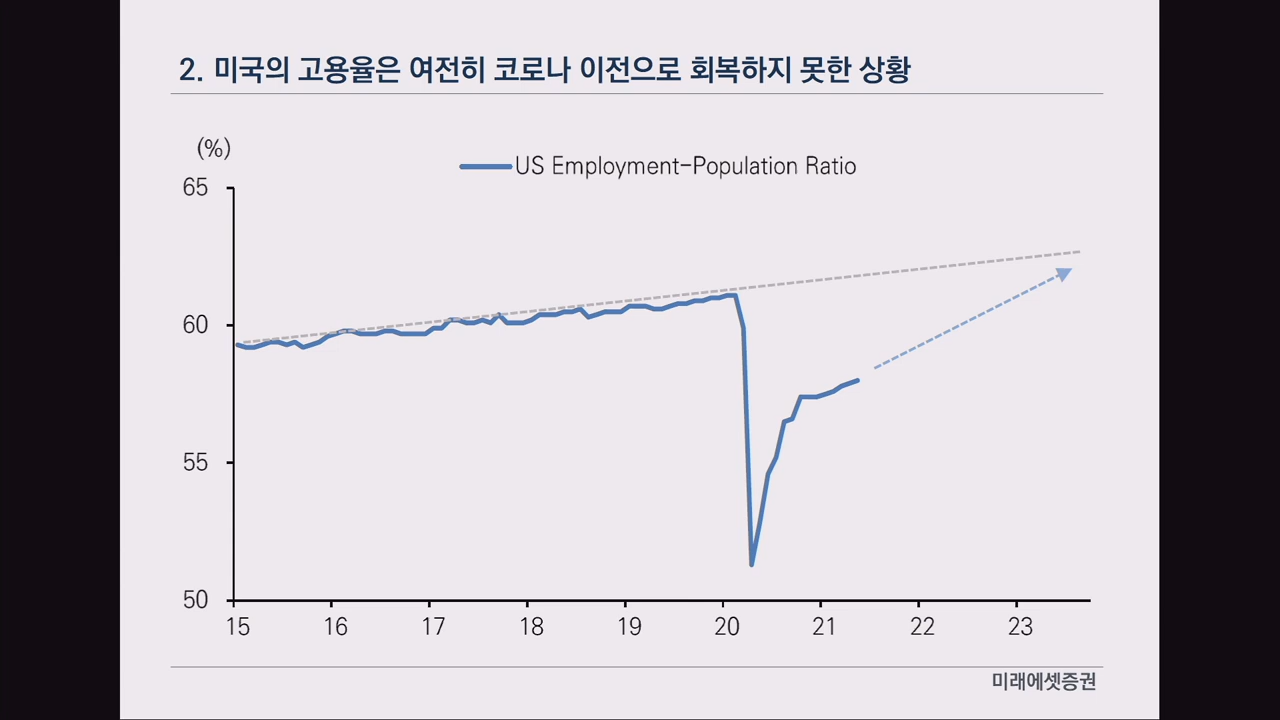 2. 미국의 고용율은 여전히 코로나 이전으로 회복하지 못한 상황
(%)
US Employment-Population Ratio
65
60
55
50
15 16 17 18 19 20 21 22 23
미래에셋증권